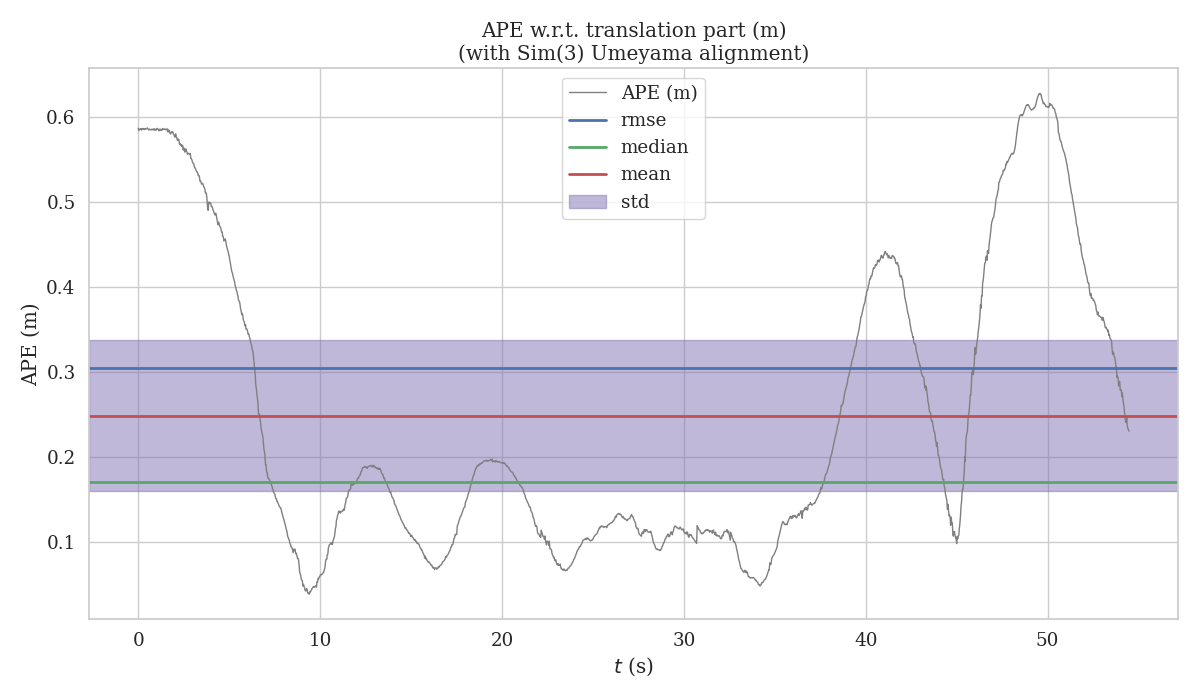 APE w.r.t. translation part (m)
(with Sim(3) Umeyama alignment)
APE (m)
rmse
median
mean
std
APE (m)
0.6
0.5
0.4
0.3
0.2
0.1
0 10 20 30 40 50
t (s)